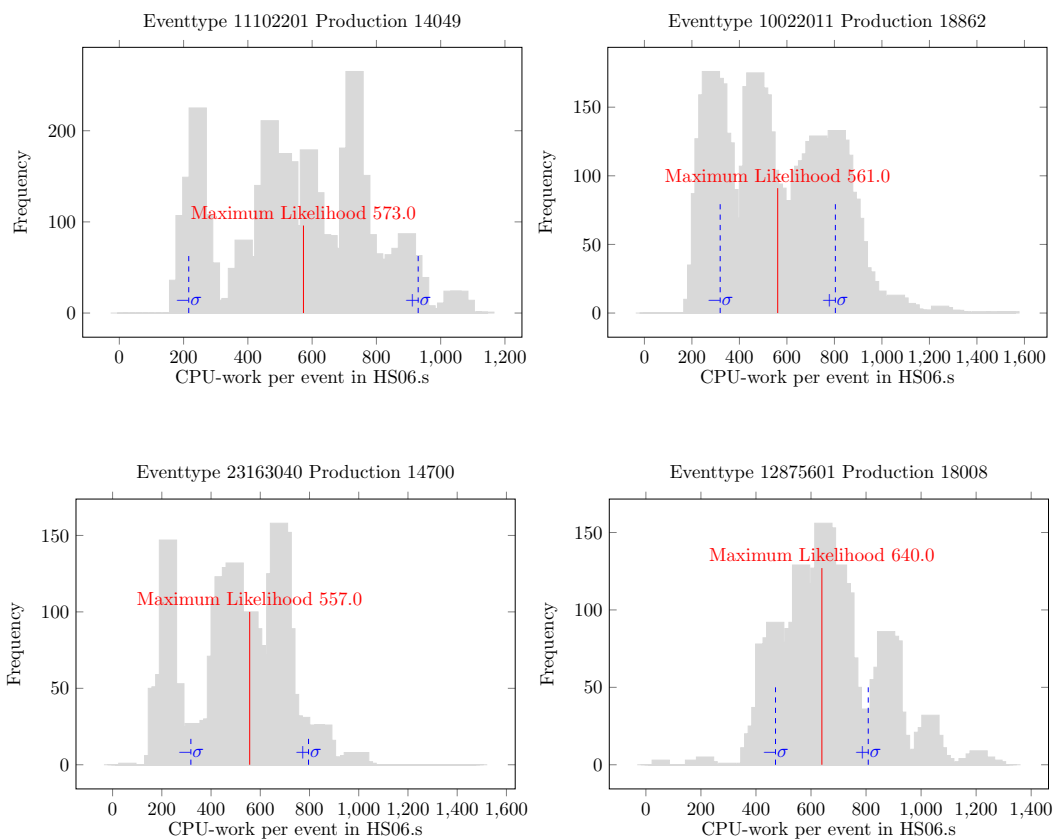 Eventtype 11102201 Production 14049
200
100
0
Frequency
Maximum Likelihood 573.0
−σ
+σ
0 200 400 600 800 1,000 1,200
CPU-work per event in HS06.s
Eventtype 10022011 Production 18862
150
100
50
0
Frequency
Maximum Likelihood 561.0
−σ
+σ
0 200 400 600 800 1,000 1,200 1,400 1,600
CPU-work per event in HS06.s
Eventtype 23163040 Production 14700
150
100
50
0
Frequency
Maximum Likelihood 557.0
−σ
+σ
0 200 400 600 800 1,000 1,200 1,400 1,600
CPU-work per event in HS06.s
Eventtype 12875601 Production 18008
150
100
50
0
Frequency
Maximum Likelihood 640.0
−σ
+σ
0 200 400 600 800 1,000 1,200 1,400
CPU-work per event in HS06.s